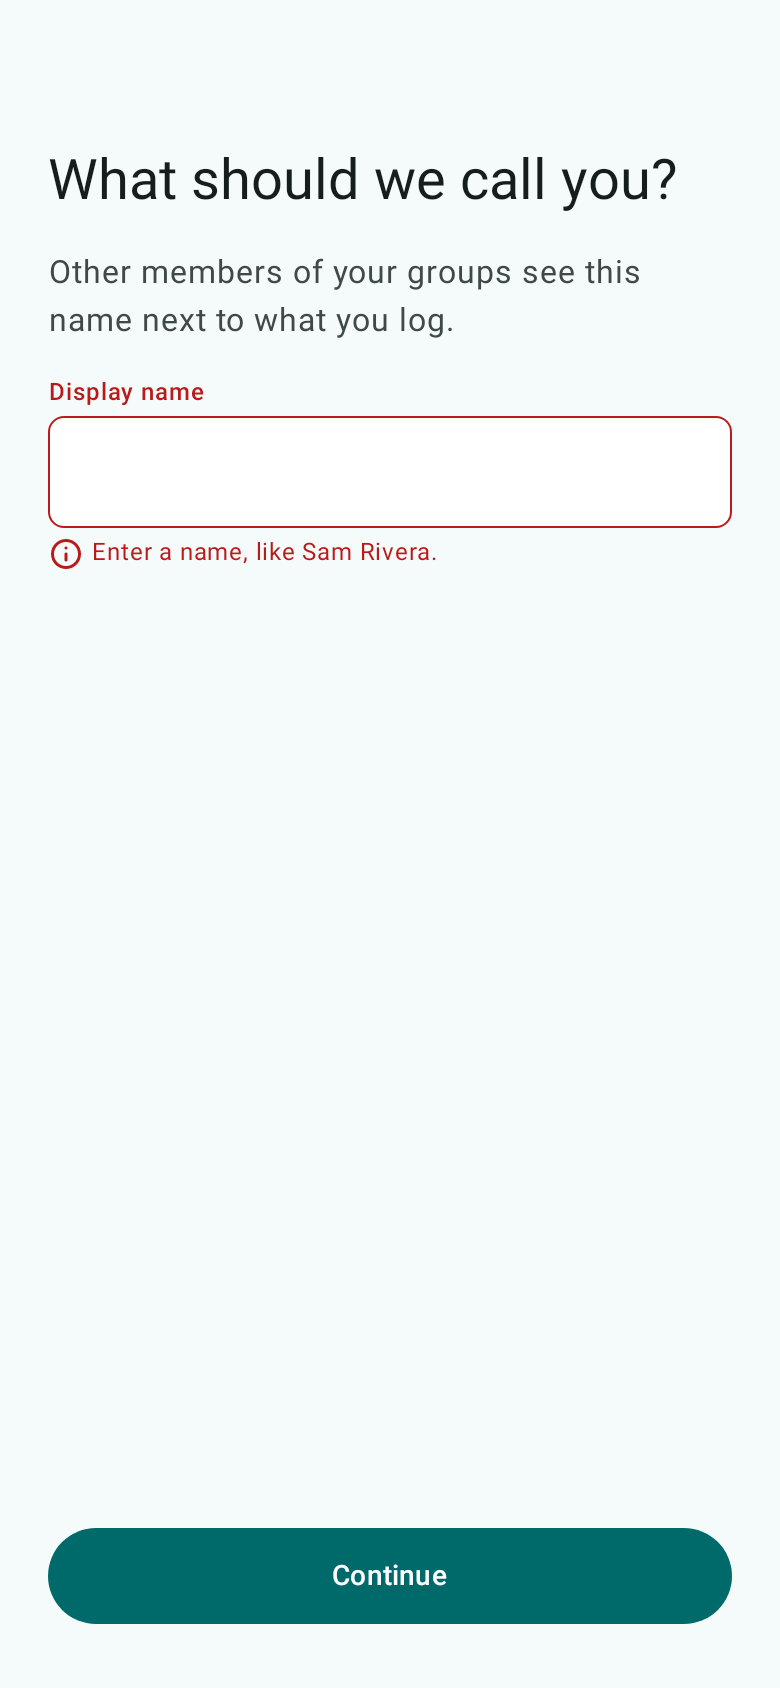 What should we call you?
Other members of your groups see this
name next to what you log.
Display name
Enter a name, like Sam Rivera.
Continue